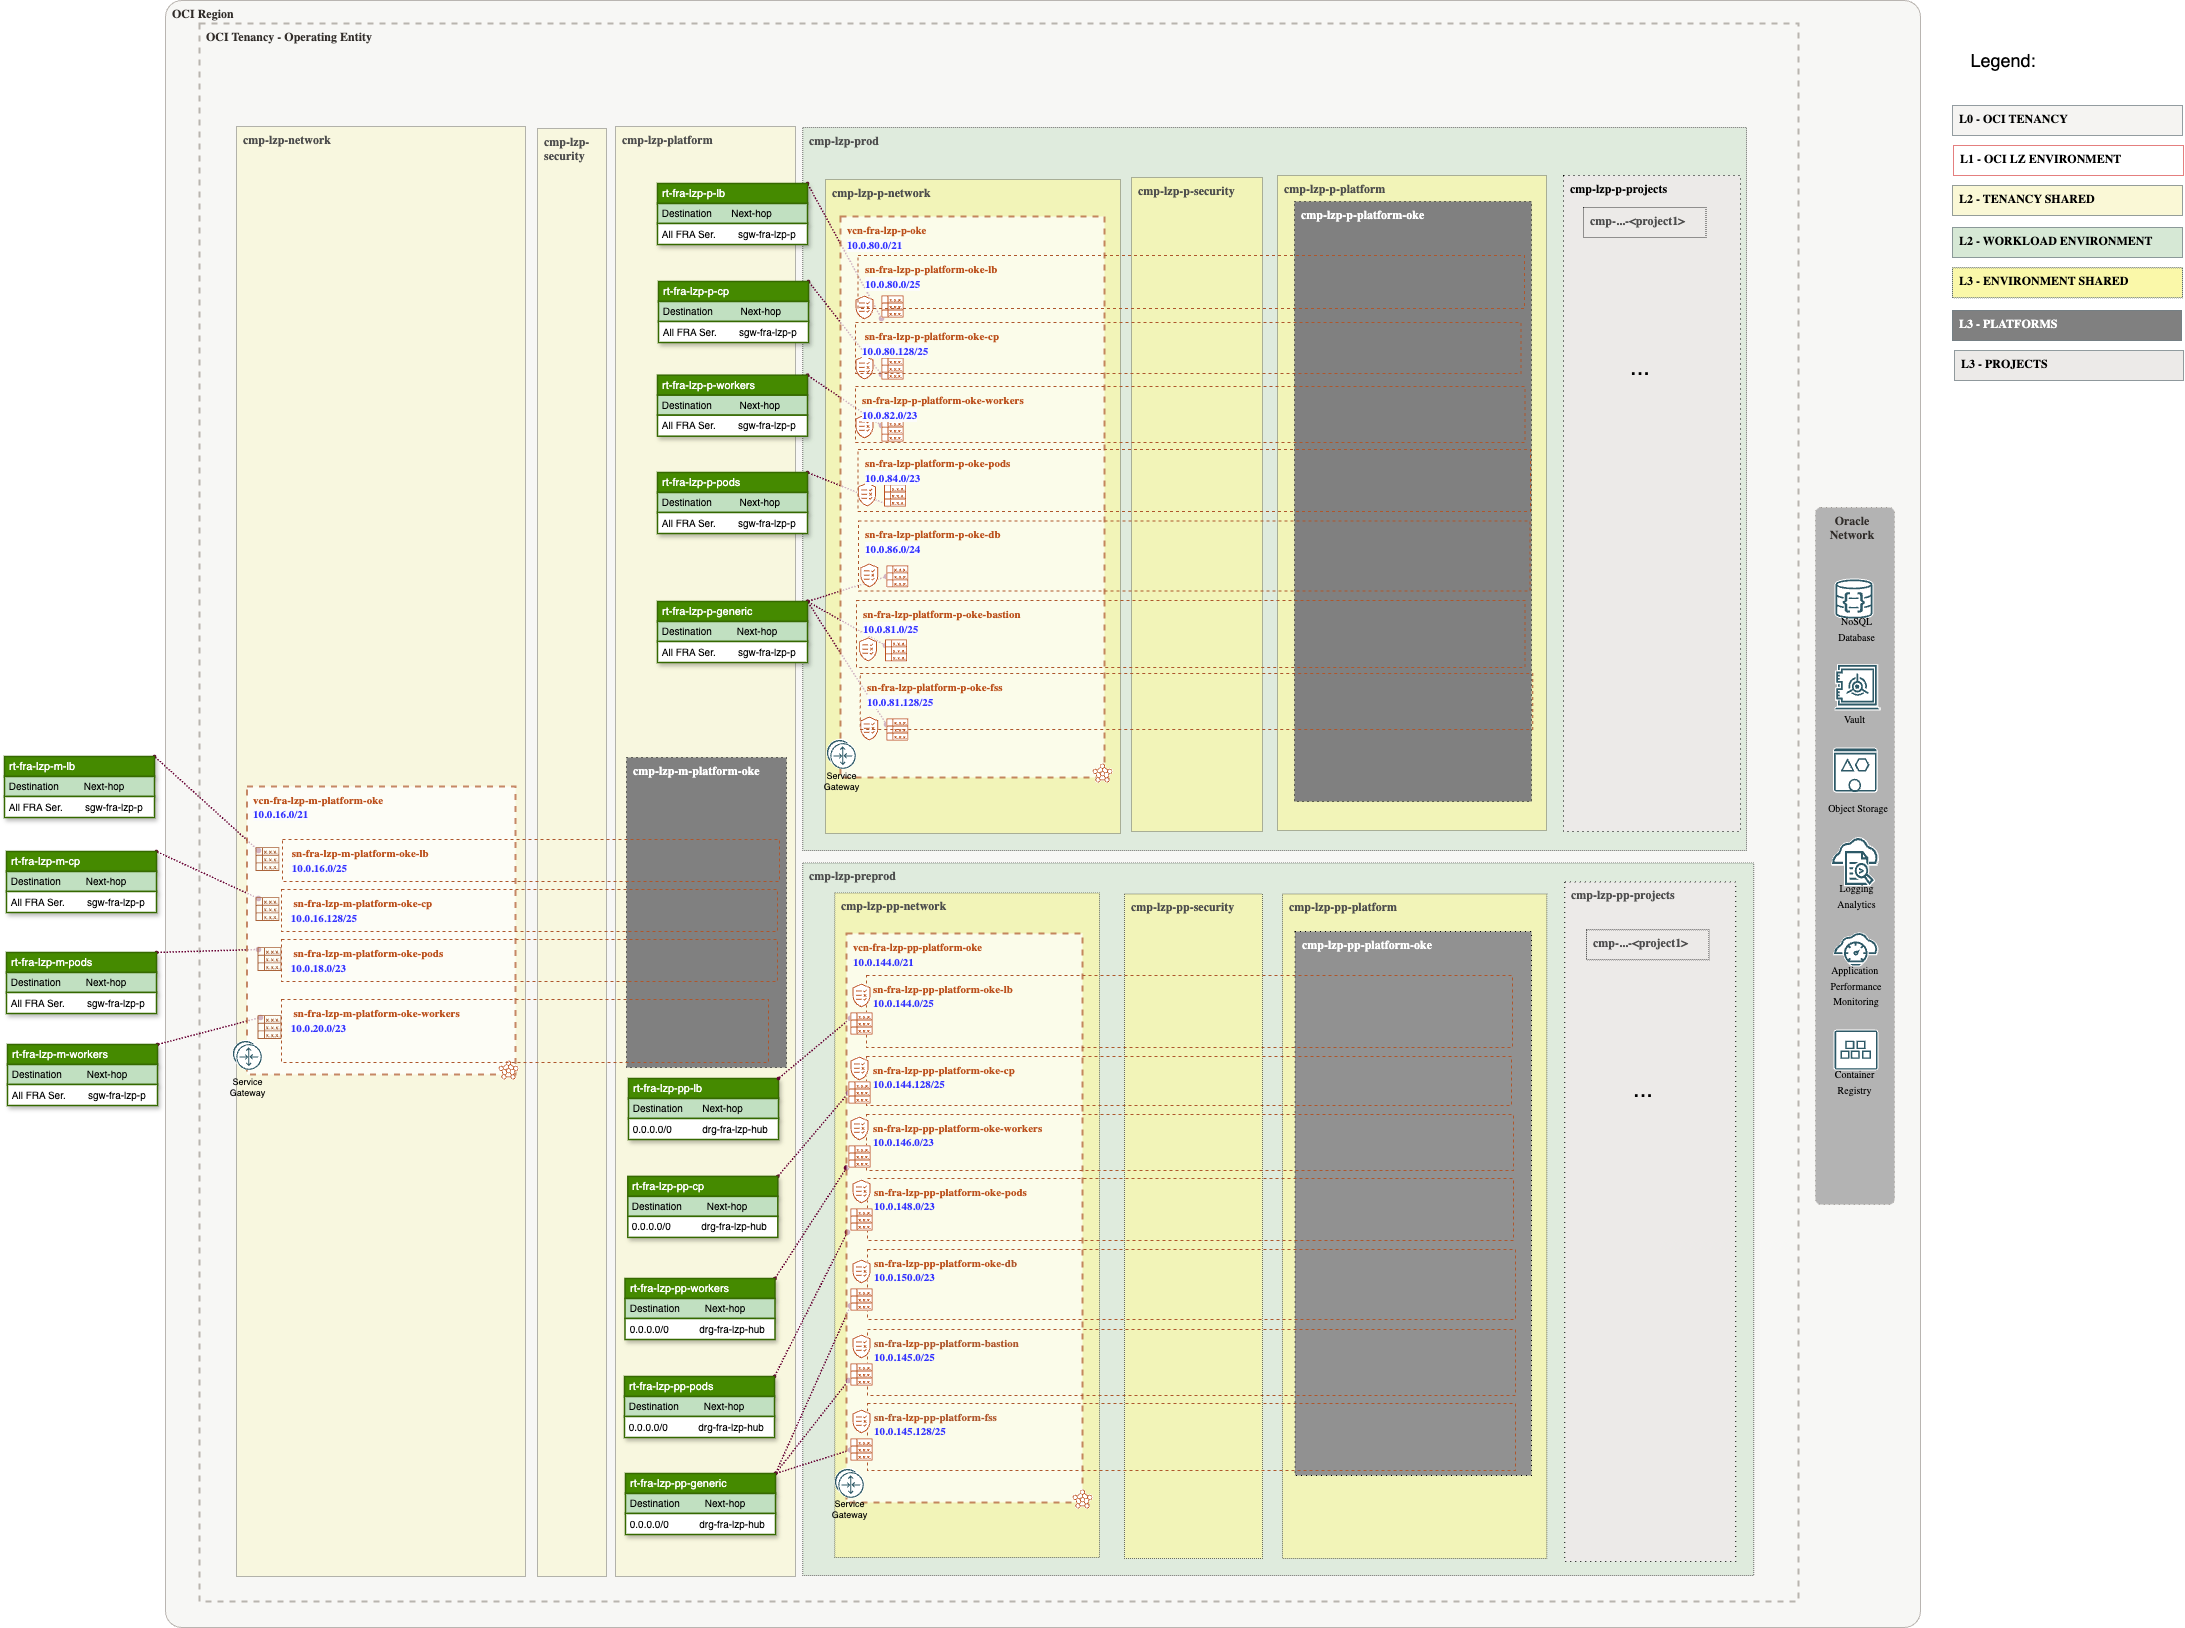 OCI Region
OCI Tenancy - Operating Entity
Legend:
L0 - OCI TENANCY
L1 - OCI LZ ENVIRONMENT
L2 - TENANCY SHARED
L2 - WORKLOAD ENVIRONMENT
L3 - ENVIRONMENT SHARED
L3 - PLATFORMS
L3 - PROJECTS
cmp-lzp-network
cmp-lzp-
security
cmp-lzp-platform
rt-fra-lzp-m-lb
Destination Next-hop
All FRA Ser. sgw-fra-lzp-p
rt-fra-lzp-m-cp
Destination Next-hop
All FRA Ser. sgw-fra-lzp-p
rt-fra-lzp-m-pods
Destination Next-hop
All FRA Ser. sgw-fra-lzp-p
rt-fra-lzp-m-workers
Destination Next-hop
All FRA Ser. sgw-fra-lzp-p
vcn-fra-lzp-m-platform-oke
10.0.16.0/21
sn-fra-lzp-m-platform-oke-lb
10.0.16.0/25
sn-fra-lzp-m-platform-oke-cp
10.0.16.128/25
sn-fra-lzp-m-platform-oke-pods
10.0.18.0/23
sn-fra-lzp-m-platform-oke-workers
10.0.20.0/23
Service
Gateway
cmp-lzp-m-platform-oke
rt-fra-lzp-p-lb
Destination Next-hop
All FRA Ser. sgw-fra-lzp-p
rt-fra-lzp-p-cp
Destination Next-hop
All FRA Ser. sgw-fra-lzp-p
rt-fra-lzp-p-workers
Destination Next-hop
All FRA Ser. sgw-fra-lzp-p
rt-fra-lzp-p-pods
Destination Next-hop
All FRA Ser. sgw-fra-lzp-p
rt-fra-lzp-p-generic
Destination Next-hop
All FRA Ser. sgw-fra-lzp-p
cmp-lzp-prod
cmp-lzp-p-network
vcn-fra-lzp-p-oke
10.0.80.0/21
sn-fra-lzp-p-platform-oke-lb
10.0.80.0/25
sn-fra-lzp-p-platform-oke-cp
10.0.80.128/25
sn-fra-lzp-p-platform-oke-workers
10.0.82.0/23
sn-fra-lzp-platform-p-oke-pods
10.0.84.0/23
sn-fra-lzp-platform-p-oke-db
10.0.86.0/24
sn-fra-lzp-platform-p-oke-bastion
10.0.81.0/25
sn-fra-lzp-platform-p-oke-fss
10.0.81.128/25
Service
Gateway
cmp-lzp-p-security
cmp-lzp-p-platform
cmp-lzp-p-platform-oke
cmp-lzp-p-projects
cmp-...-<project1>
...
rt-fra-lzp-pp-lb
Destination Next-hop
0.0.0.0/0 drg-fra-lzp-hub
rt-fra-lzp-pp-cp
Destination Next-hop
0.0.0.0/0 drg-fra-lzp-hub
rt-fra-lzp-pp-workers
Destination Next-hop
0.0.0.0/0 drg-fra-lzp-hub
rt-fra-lzp-pp-pods
Destination Next-hop
0.0.0.0/0 drg-fra-lzp-hub
rt-fra-lzp-pp-generic
Destination Next-hop
0.0.0.0/0 drg-fra-lzp-hub
cmp-lzp-preprod
cmp-lzp-pp-network
vcn-fra-lzp-pp-platform-oke
10.0.144.0/21
sn-fra-lzp-pp-platform-oke-lb
10.0.144.0/25
sn-fra-lzp-pp-platform-oke-cp
10.0.144.128/25
sn-fra-lzp-pp-platform-oke-workers
10.0.146.0/23
sn-fra-lzp-pp-platform-oke-pods
10.0.148.0/23
sn-fra-lzp-pp-platform-oke-db
10.0.150.0/23
sn-fra-lzp-pp-platform-bastion
10.0.145.0/25
sn-fra-lzp-pp-platform-fss
10.0.145.128/25
Service
Gateway
cmp-lzp-pp-security
cmp-lzp-pp-platform
cmp-lzp-pp-platform-oke
cmp-lzp-pp-projects
cmp-...-<project1>
...
Oracle
Network
NoSQL
Database
Vault
Object Storage
Logging
Analytics
Application
Performance
Monitoring
Container
Registry